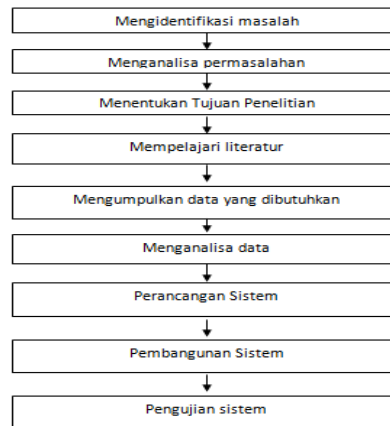 Mengidentifikasi masalah
Menganalisa permasalahan
Menentukan Tujuan Penelitian
Mempelajari literatur
Mengumpulkan data yang dibutuhkan
Menganalisa data
Perancangan Sistem
Pembangunan Sistem
Pengujian sistem